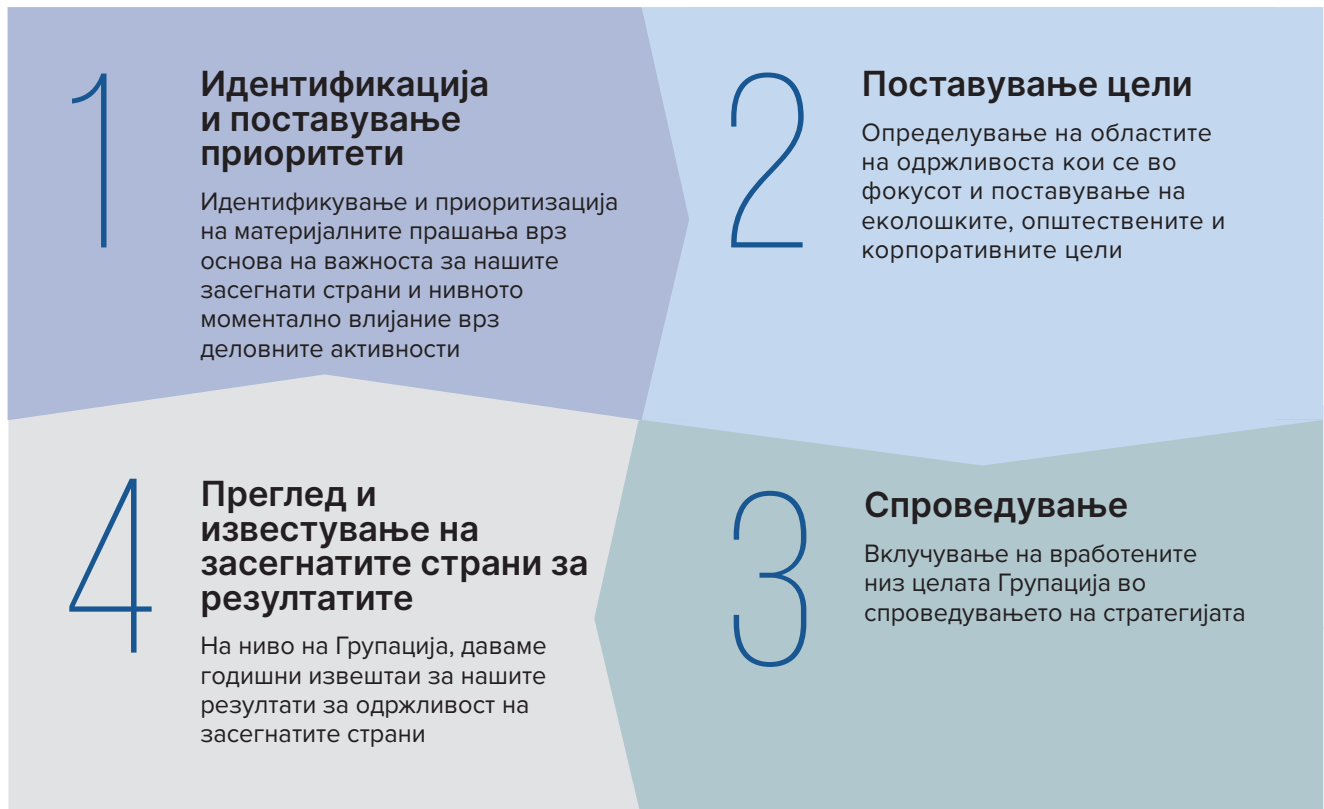 1
Идентификација
и поставување
приоритети
Идентификување и приоритизација
на материјалните прашања врз
основа на важноста за нашите
засегнати страни и нивното
моментално влијание врз
деловните активности
2
Поставување цели
Определување на областите
на одржливоста кои се во
фокусот и поставување на
еколошките, општествените и
корпоративните цели
3
Спроведување
Вклучување на вработените
низ целата Групација во
спроведувањето на стратегијата
4
Преглед и
известување на
засегнатите страни за
резултатите
На ниво на Групација, даваме
годишни извештаи за нашите
резултати за одржливост на
засегнатите страни